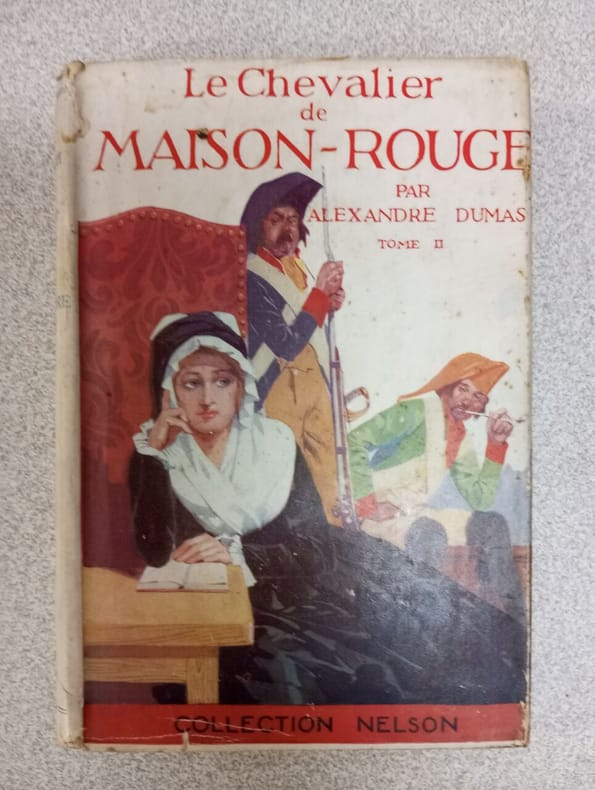 Le Chevalier
de
MAISON-ROUGE
PAR
ALEXANDRE DUMAS
TOME II
COLLECTION NELSON